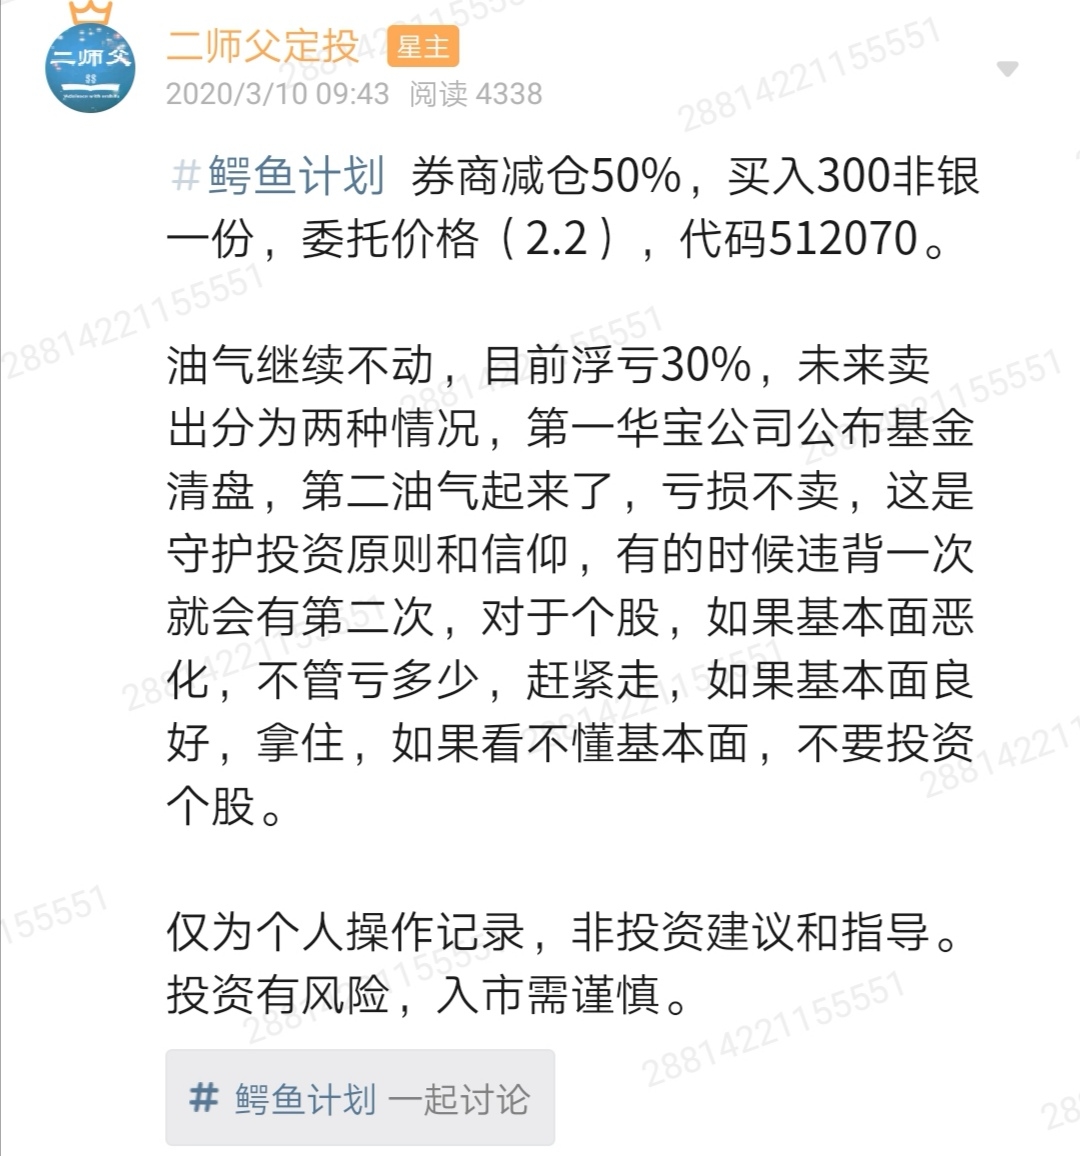 二师父
$$
二师父定投 星主
2020/3/10 09:43 阅读 4338
#鳄鱼计划 券商减仓50%，买入300非银
一份，委托价格（2.2），代码512070。
油气继续不动，目前浮亏30%，未来卖
出分为两种情况，第一华宝公司公布基金
清盘，第二油气起来了，亏损不卖，这是
守护投资原则和信仰，有的时候违背一次
就会有第二次，对于个股，如果基本面恶
化，不管亏多少，赶紧走，如果基本面良
好，拿住，如果看不懂基本面，不要投资
个股。
仅为个人操作记录，非投资建议和指导。
投资有风险，入市需谨慎。
# 鳄鱼计划 一起讨论
28814221155551